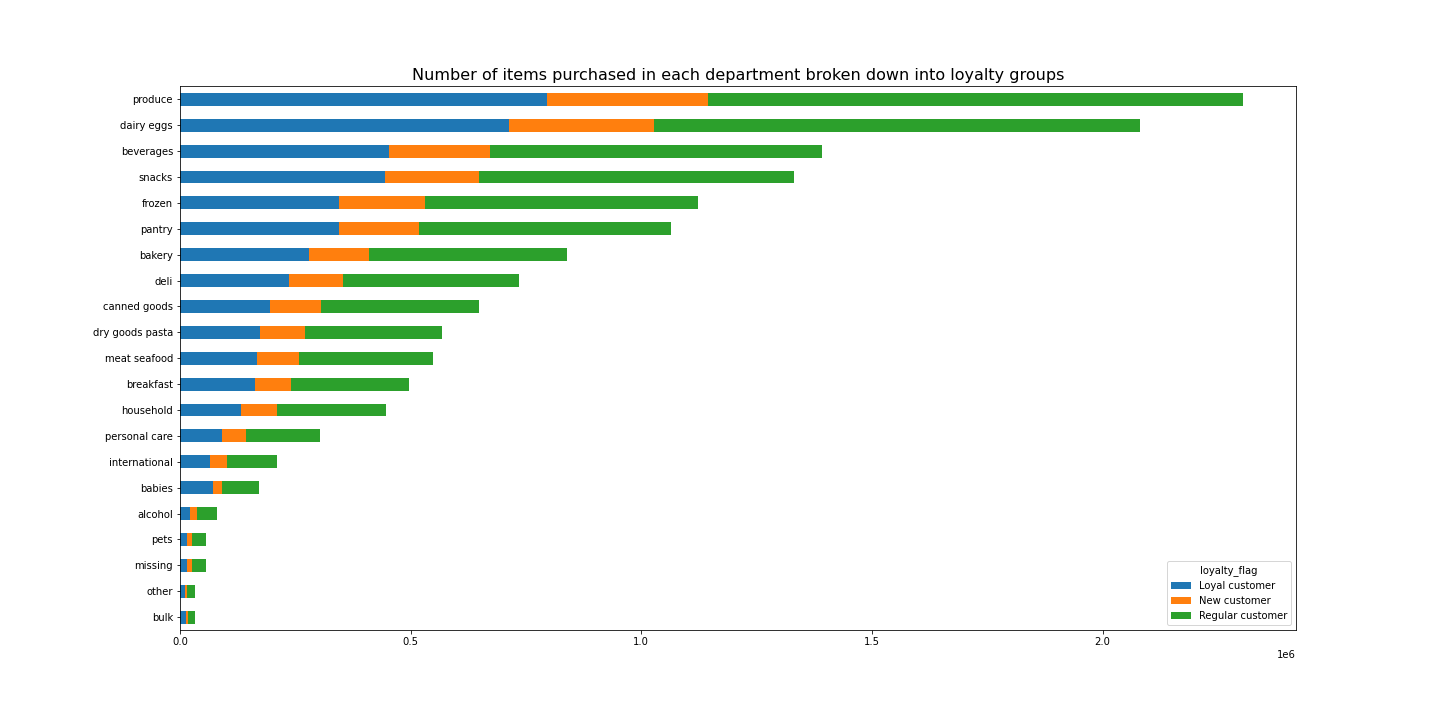 Number of items purchased in each department broken down into loyalty groups
produce
dairy eggs
beverages
snacks
frozen
pantry
bakery
deli
canned goods
dry goods pasta
meat seafood
breakfast
household
personal care
international
babies
alcohol
pets
missing
other
bulk
loyalty_flag
Loyal customer
New customer
Regular customer
0.0 0.5 1.0 1.5 2.0
1e6